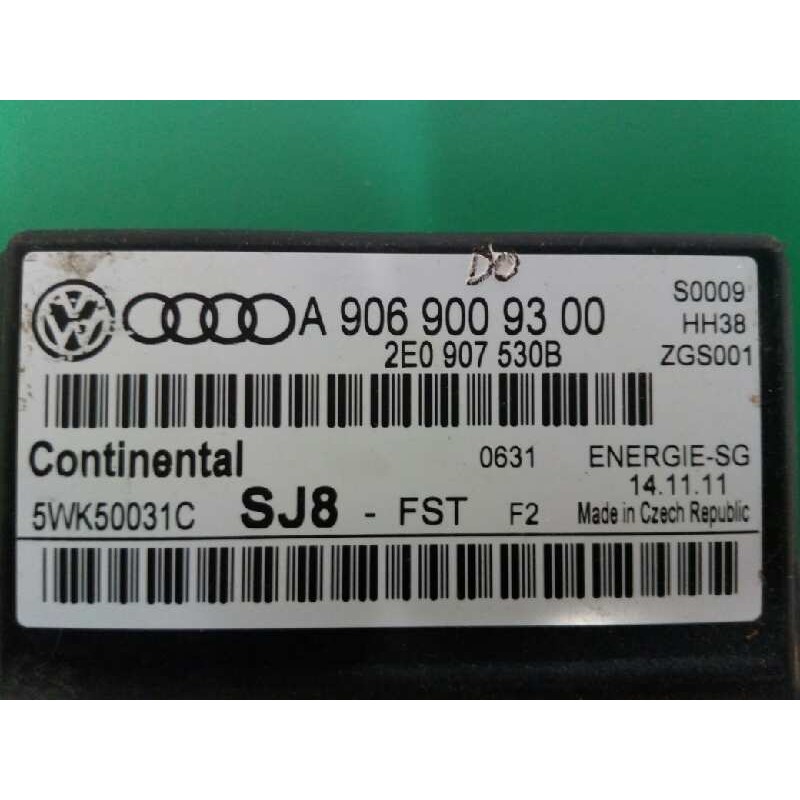 DO
A 906 900 93 00
S0009
HH38
2E0 907 530B
ZGS001
Continental
0631
ENERGIE-SG
14.11.11
5WK50031C
SJ8 - FST F2
Made in Czech Republic